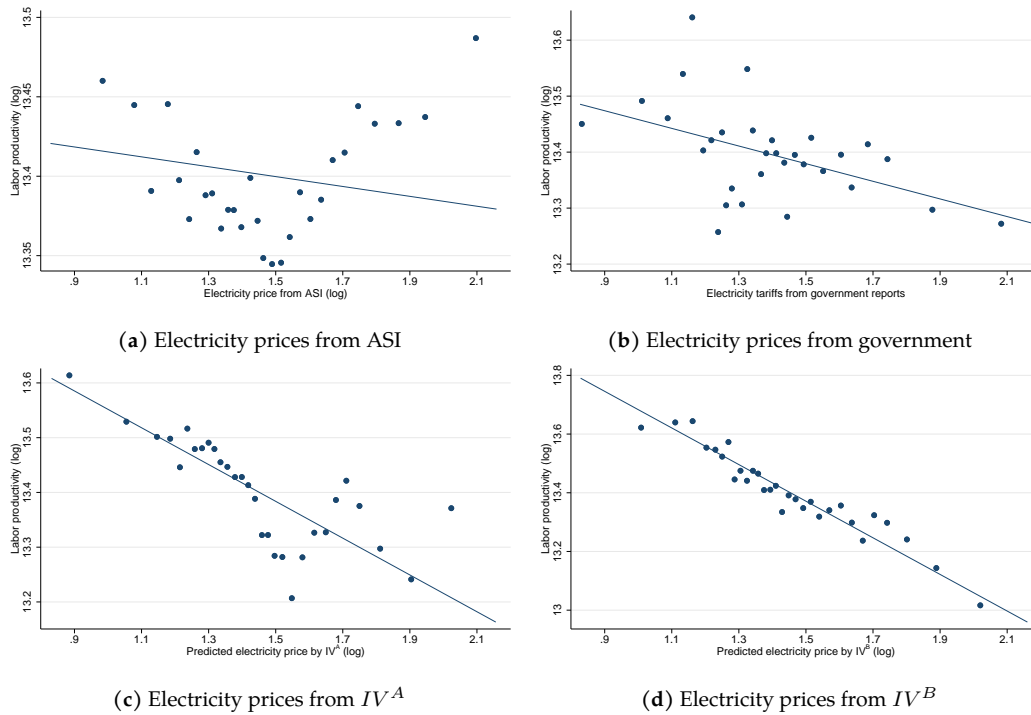 13.5
13.45
13.4
13.35
Labor productivity (log)
.9 1.1 1.3 1.5 1.7 1.9 2.1
Electricity price from ASI (log)
(a) Electricity prices from ASI
13.6
13.5
13.4
13.3
13.2
Labor productivity (log)
.9 1.1 1.3 1.5 1.7 1.9 2.1
Electricity tariffs from government reports
(b) Electricity prices from government
13.6
13.5
13.4
13.3
13.2
Labor productivity (log)
.9 1.1 1.3 1.5 1.7 1.9 2.1
Predicted electricity price by IV^A (log)
(c) Electricity prices from IV^A
13.8
13.6
13.4
13.2
13
Labor productivity (log)
.9 1.1 1.3 1.5 1.7 1.9 2.1
Predicted electricity price by IV^B (log)
(d) Electricity prices from IV^B